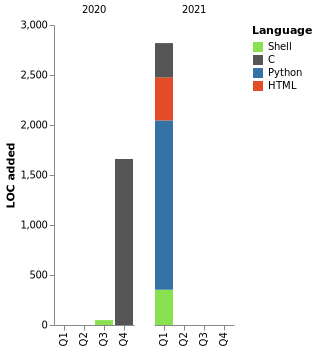 2020 2021
Language
Shell
C
Python
HTML
LOC added
3,000
2,500
2,000
1,500
1,000
500
0
Q1 Q2 Q3 Q4 Q1 Q2 Q3 Q4